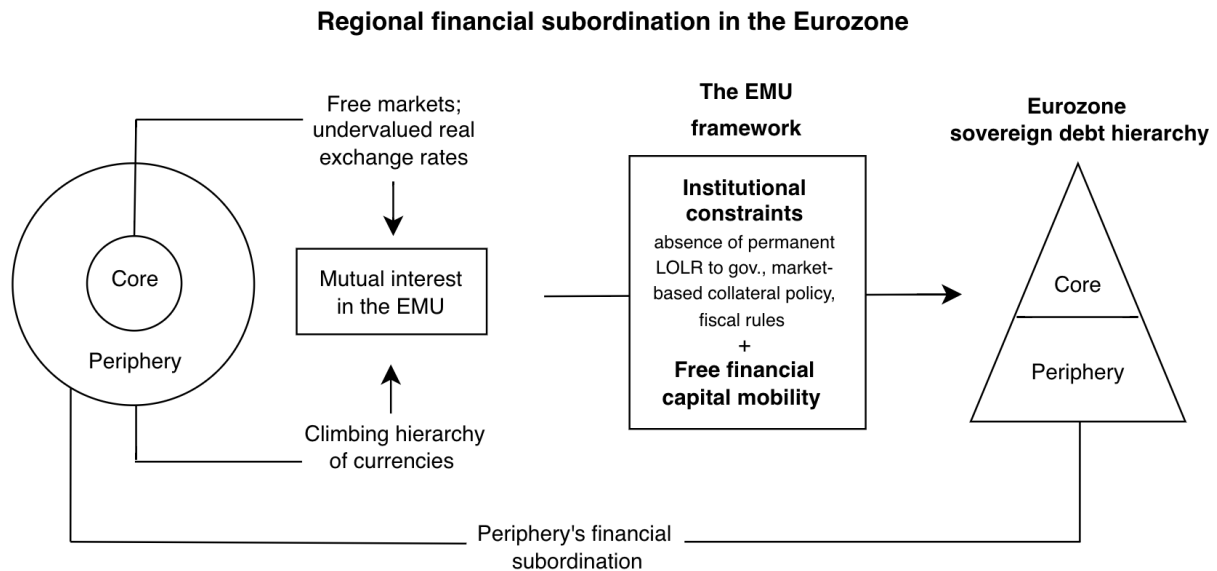 Regional financial subordination in the Eurozone
Free markets;
undervalued real
exchange rates
Core
Periphery
Mutual interest
in the EMU
Climbing hierarchy
of currencies
The EMU
framework
Institutional
constraints
absence of permanent
LOLR to gov., market-
based collateral policy,
fiscal rules
+
Free financial
capital mobility
Eurozone
sovereign debt hierarchy
Core
Periphery
Periphery's financial
subordination